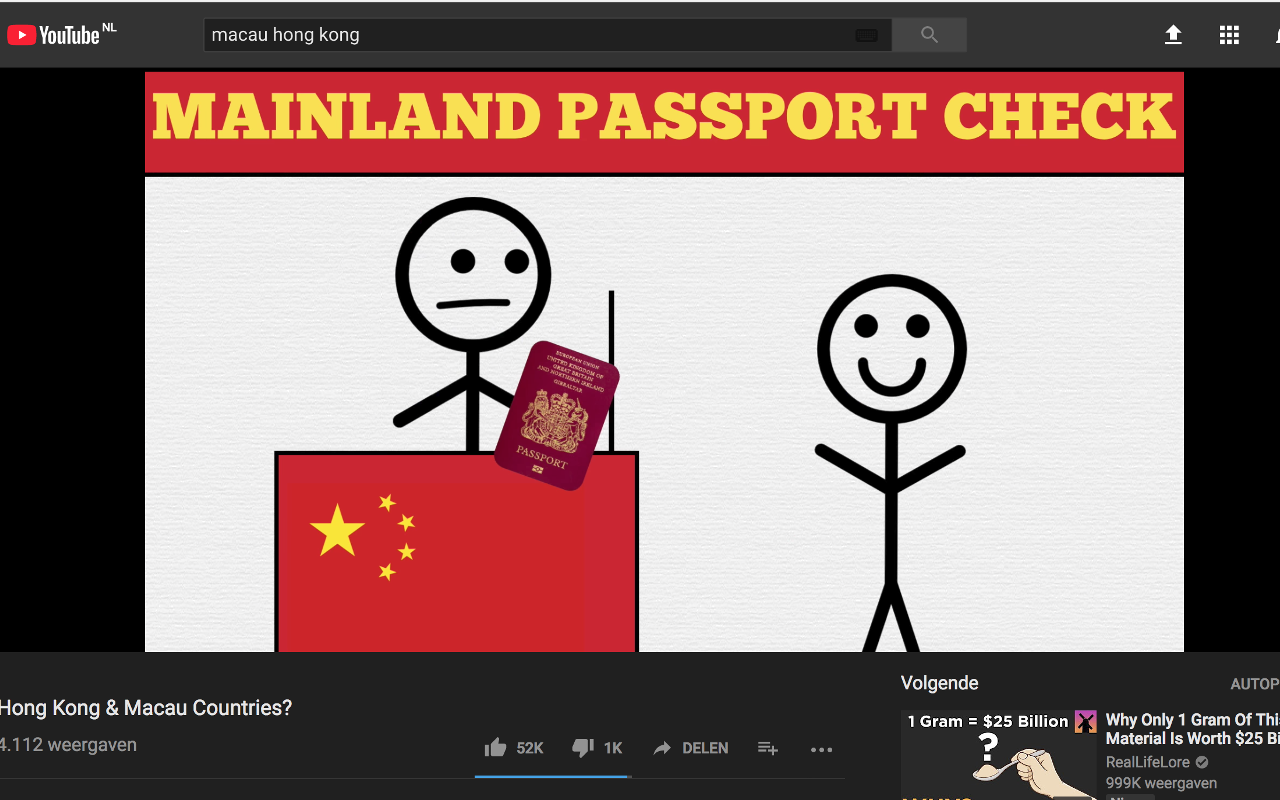 YouTube NL
macau hong kong
MAINLAND PASSPORT CHECK
EUROPEAN UNION
UNITED KINGDOM OF
GREAT BRITAIN
AND NORTHERN IRELAND
GIBRALTAR
PASSPORT
Hong Kong & Macau Countries?
4.112 weergaven
52K
1K
DELEN
Volgende
AUTOP
1 Gram = $25 Billion
?
Why Only 1 Gram Of This
Material Is Worth $25 Bi
RealLifeLore
999K weergaven